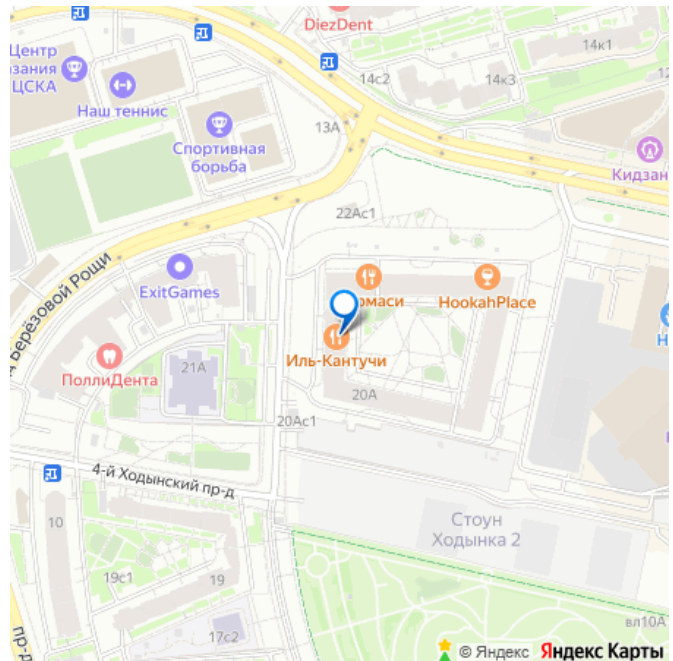 DiezDent
14к1
Центр
азания
ЦСКА
14с2
14к3
Наш теннис
13А
Спортивная
борьба
Кидзан
22Ас1
д Берёзовой Рощи
ExitGames
омаси
HookahPlace
Н
Иль-Кантучи
ПоллиДента
21А
20А
20Ас1
4-й Ходынский пр-д
Стоун
Ходынка 2
10
19с1
19
вл10А
17с2
пр-д
© Яндекс Яндекс Карты